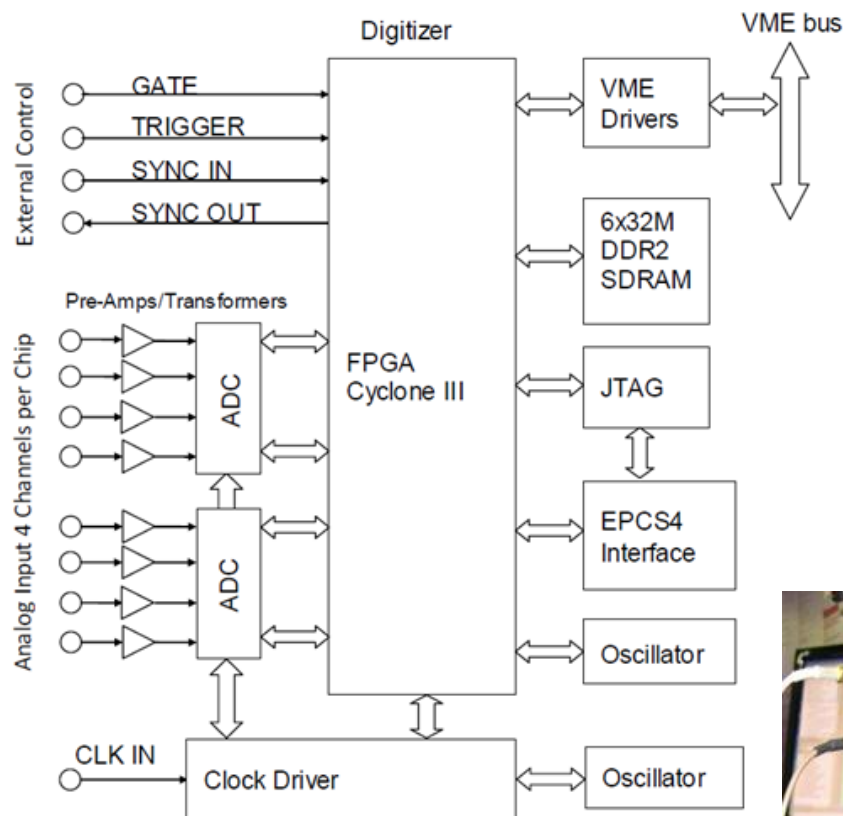 Digitizer
VME bus
External Control
GATE
TRIGGER
SYNC IN
SYNC OUT
VME
Drivers
6x32M
DDR2
SDRAM
Pre-Amps/Transformers
Analog Input 4 Channels per Chip
ADC
ADC
FPGA
Cyclone III
JTAG
EPCS4
Interface
Oscillator
CLK IN
Clock Driver
Oscillator